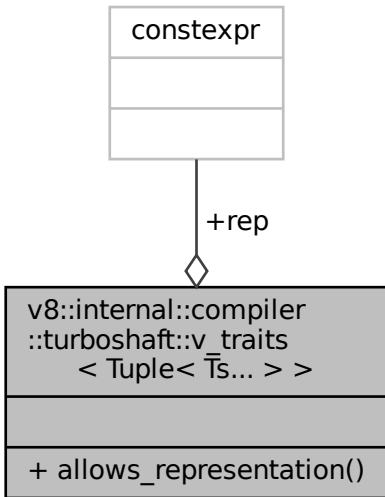 constexpr
+rep
v8::internal::compiler
::turboshaft::v_traits
< Tuple< Ts... > >
+ allows_representation()